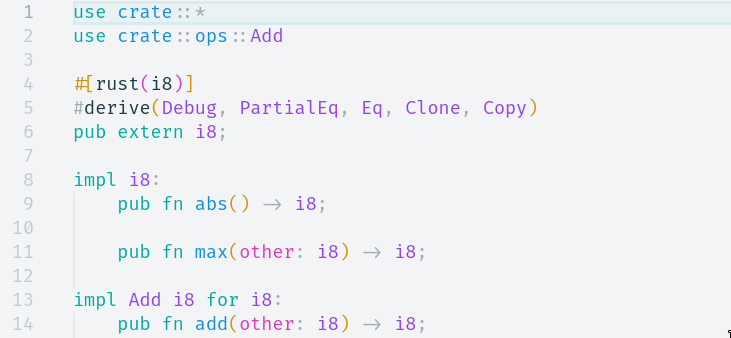 1 use crate::*
2 use crate::ops::Add
3
4 #[rust(i8)]
5 #derive(Debug, PartialEq, Eq, Clone, Copy)
6 pub extern i8;
7
8 impl i8:
9     pub fn abs() -> i8;
10
11     pub fn max(other: i8) -> i8;
12
13 impl Add i8 for i8:
14     pub fn add(other: i8) -> i8;